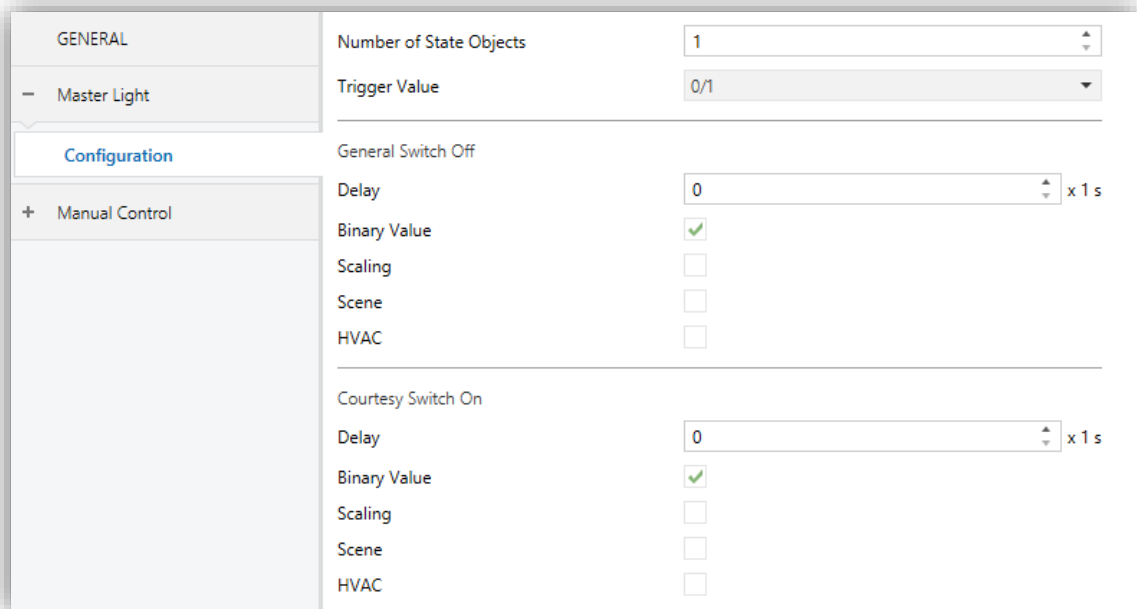 GENERAL
Master Light
Configuration
Manual Control
Number of State Objects 1
Trigger Value 0/1
General Switch Off
Delay 0 x 1 s
Binary Value
Scaling
Scene
HVAC
Courtesy Switch On
Delay 0 x 1 s
Binary Value
Scaling
Scene
HVAC